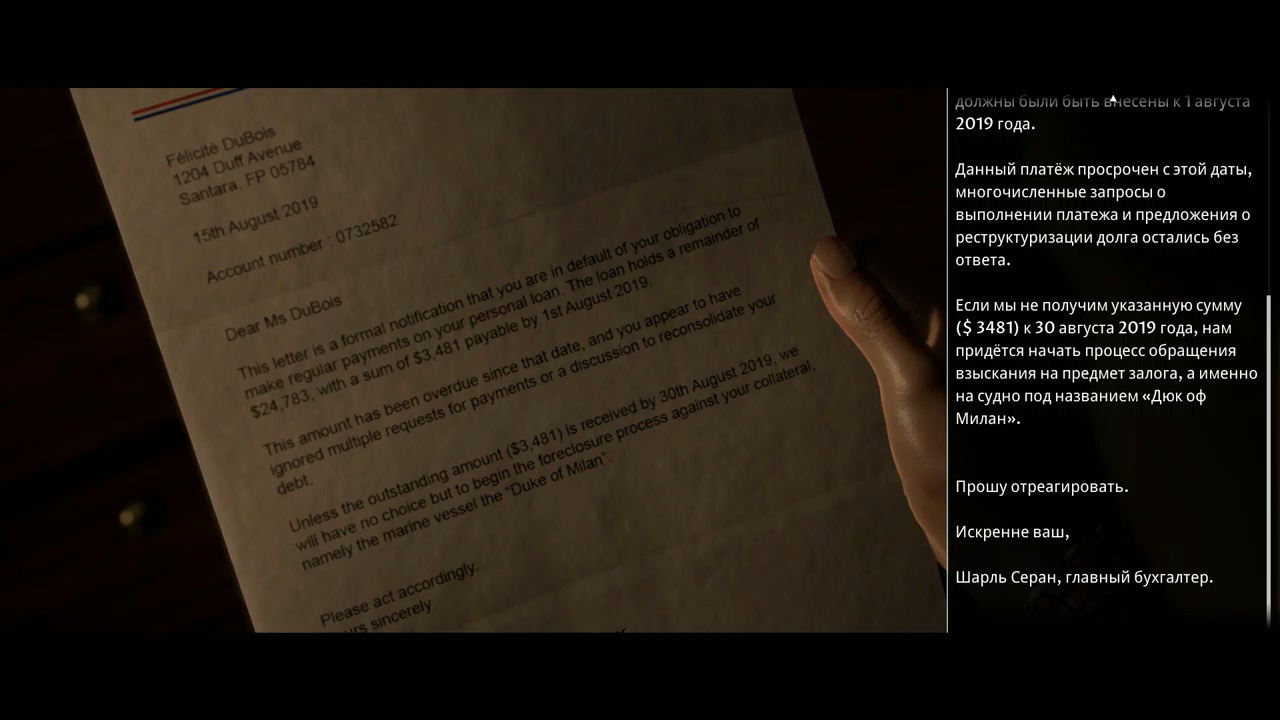 Félicité DuBois
1204 Duff Avenue
Santara, FP 05784
15th August 2019
Account number : 0732582
Dear Ms DuBois
This letter is a formal notification that you are in default of your obligation to
make regular payments on your personal loan. The loan holds a remainder of
$24,783, with a sum of $3,481 payable by 1st August 2019.
This amount has been overdue since that date, and you appear to have
ignored multiple requests for payments or a discussion to reconsolidate your
debt.
Unless the outstanding amount ($3,481) is received by 30th August 2019, we
will have no choice but to begin the foreclosure process against your collateral,
namely the marine vessel the "Duke of Milan".
Please act accordingly.
sincerely
должны были быть внесены к 1 августа
2019 года.
Данный платёж просрочен с этой даты,
многочисленные запросы о
выполнении платежа и предложения о
реструктуризации долга остались без
ответа.
Если мы не получим указанную сумму
($ 3481) к 30 августа 2019 года, нам
придётся начать процесс обращения
взыскания на предмет залога, а именно
на судно под названием «Дюк оф
Милан».
Прошу отреагировать.
Искренне ваш,
Шарль Серан, главный бухгалтер.